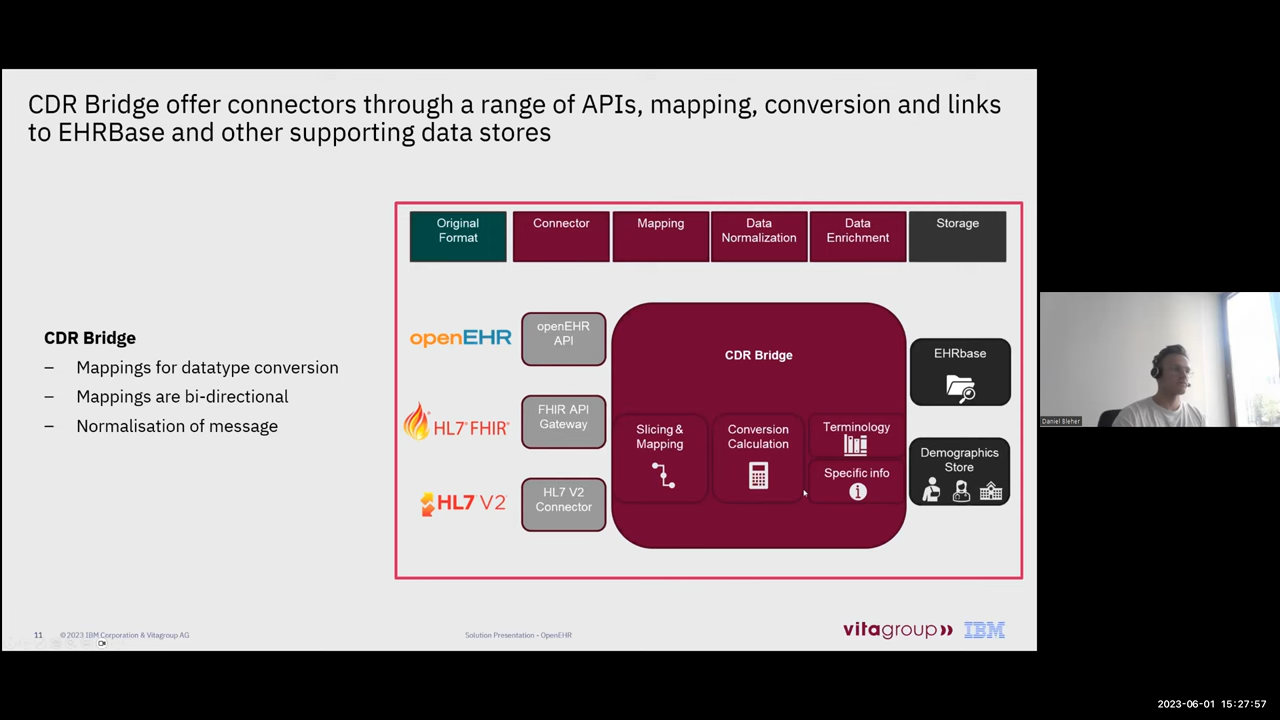 CDR Bridge offer connectors through a range of APIs, mapping, conversion and links
to EHRBase and other supporting data stores
CDR Bridge
– Mappings for datatype conversion
– Mappings are bi-directional
– Normalisation of message
Original
Format
Connector
Mapping
Data
Normalization
Data
Enrichment
Storage
openEHR
openEHR
API
HL7 FHIR
FHIR API
Gateway
HL7 V2
HL7 V2
Connector
CDR Bridge
Slicing &
Mapping
Conversion
Calculation
Terminology
Specific info
EHRbase
Demographics
Store
Daniel Bleher
11
© 2023 IBM Corporation & Vitagroup AG
Solution Presentation - OpenEHR
vitagroup
IBM
2023-06-01 15:27:57